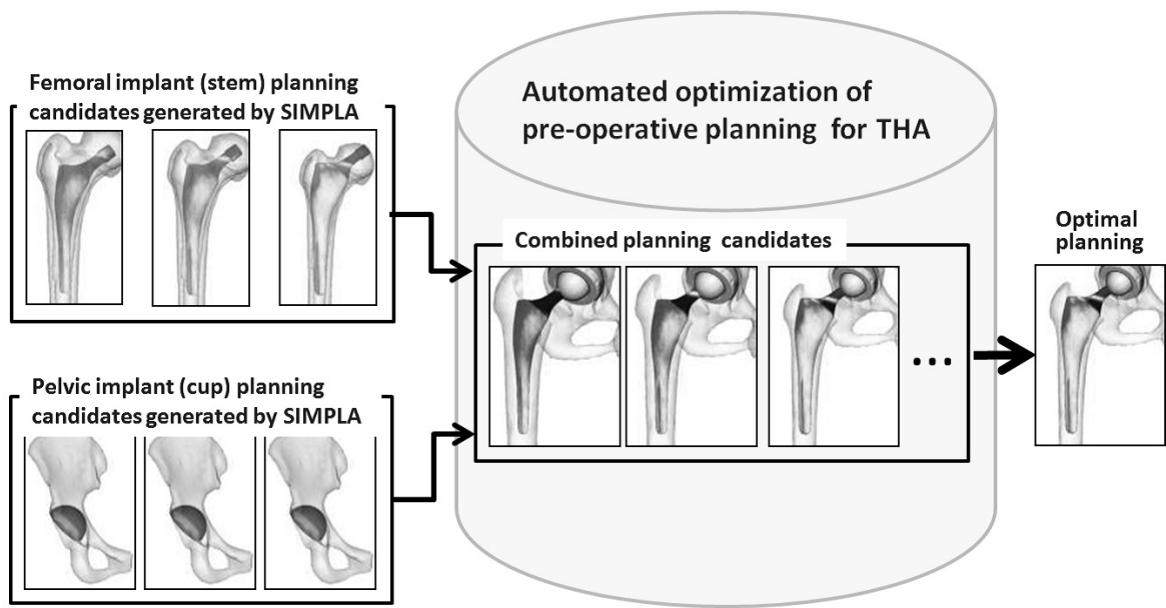 Femoral implant (stem) planning
candidates generated by SIMPLA
Pelvic implant (cup) planning
candidates generated by SIMPLA
Automated optimization of
pre-operative planning for THA
Combined planning candidates
...
Optimal
planning